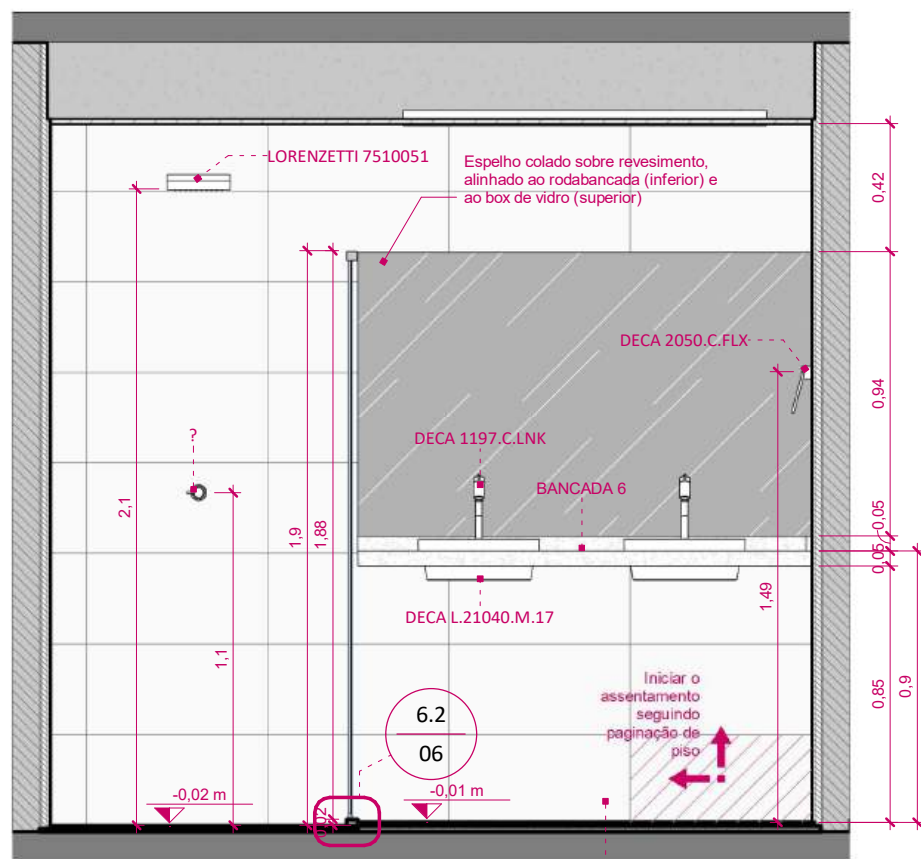 LORENZETTI 7510051
Espelho colado sobre revesimento,
alinhado ao rodabancada (inferior) e
ao box de vidro (superior)
0,42
DECA 2050.C.FLX
0,94
?
DECA 1197.C.LNK
BANCADA 6
2,1
1,9
1,88
0,05
0,05
1,49
DECA L.21040.M.17
1,1
0,85
0,9
Iniciar o
assentamento
seguindo
paginação de
piso
6.2
06
-0,02 m
-0,01 m
0,02